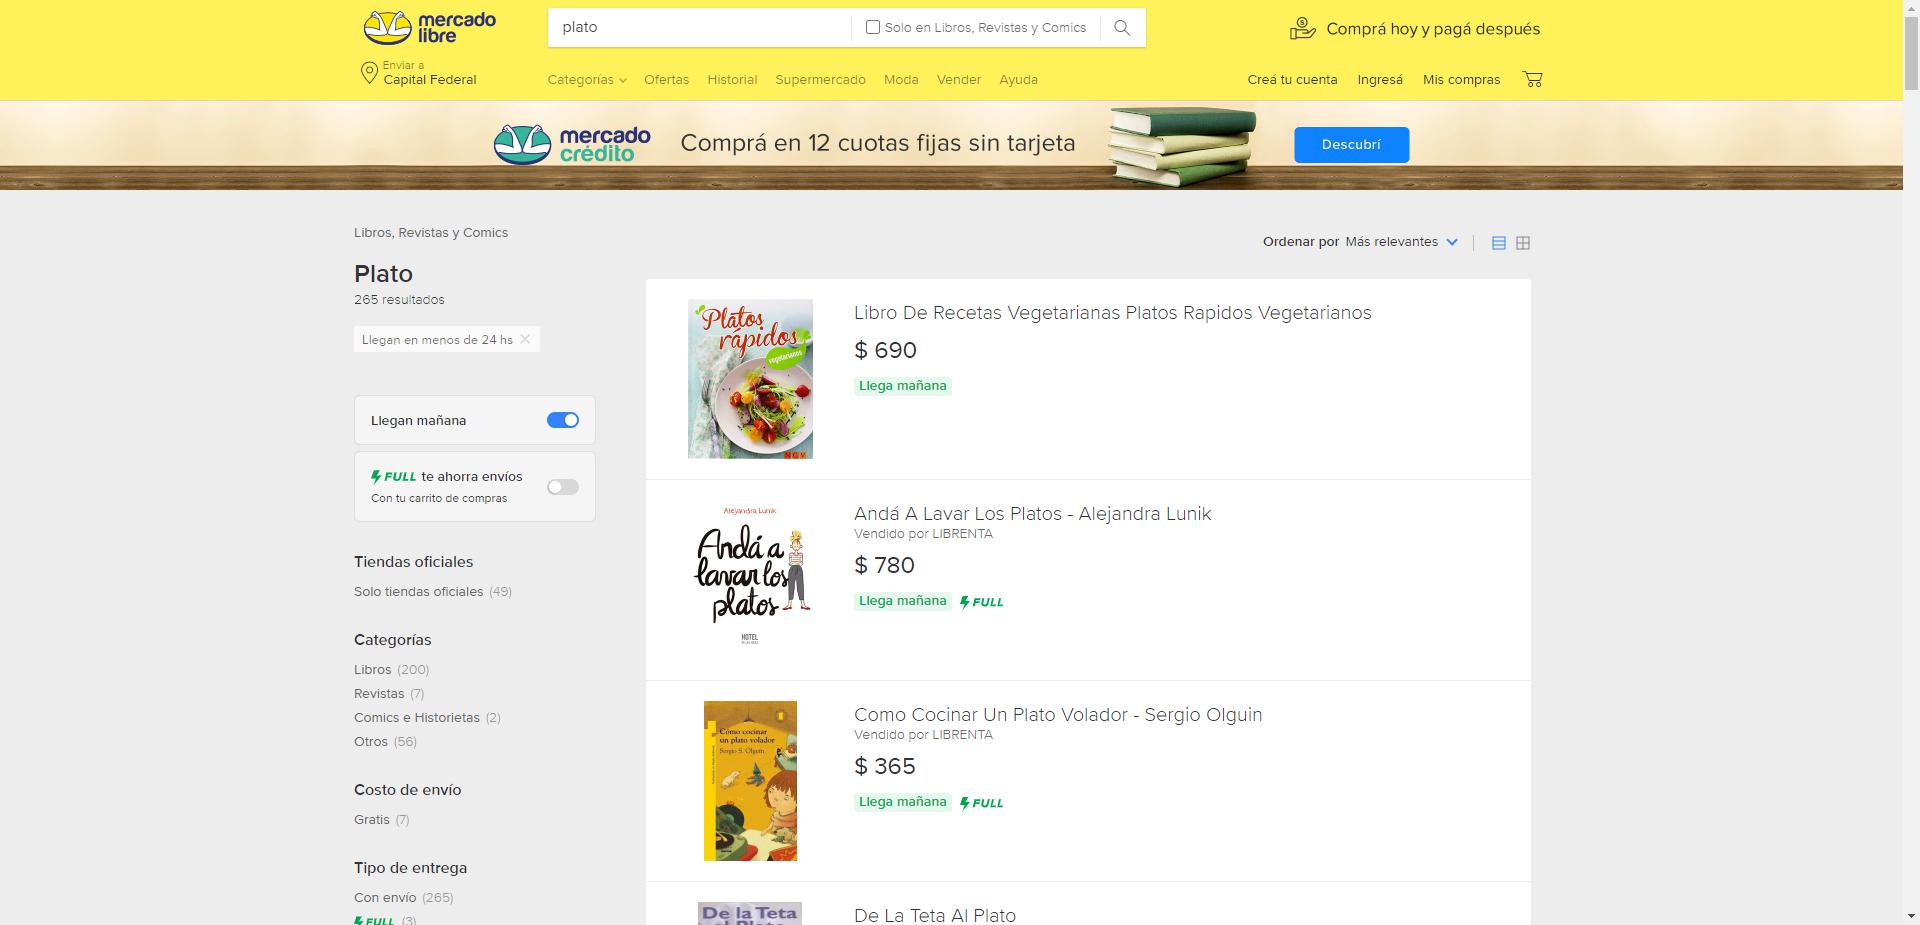 mercado
libre
plato
Solo en Libros, Revistas y Comics
Comprá hoy y pagá después
Enviar a
Capital Federal
Categorías
Ofertas
Historial
Supermercado
Moda
Vender
Ayuda
Creá tu cuenta
Ingresá
Mis compras
mercado
crédito
Comprá en 12 cuotas fijas sin tarjeta
Descubrí
Libros, Revistas y Comics
Plato
265 resultados
Llegan en menos de 24 hs
Llegan mañana
FULL te ahorra envíos
Con tu carrito de compras
Tiendas oficiales
Solo tiendas oficiales (49)
Categorías
Libros (200)
Revistas (7)
Comics e Historietas (2)
Otros (56)
Costo de envío
Gratis (7)
Tipo de entrega
Con envío (265)
FULL (3)
Ordenar por Más relevantes
Platos
rápidos
vegetarianos
NGV
Libro De Recetas Vegetarianas Platos Rapidos Vegetarianos
$ 690
Llega mañana
Alejandra Lunik
Andá a
lavar los
platos
HOTEL
Andá A Lavar Los Platos - Alejandra Lunik
Vendido por LIBRENTA
$ 780
Llega mañana FULL
Cómo cocinar
un plato volador
Sergio S. Olguín
Como Cocinar Un Plato Volador - Sergio Olguin
Vendido por LIBRENTA
$ 365
Llega mañana FULL
De la Teta
al Plato
De La Teta Al Plato